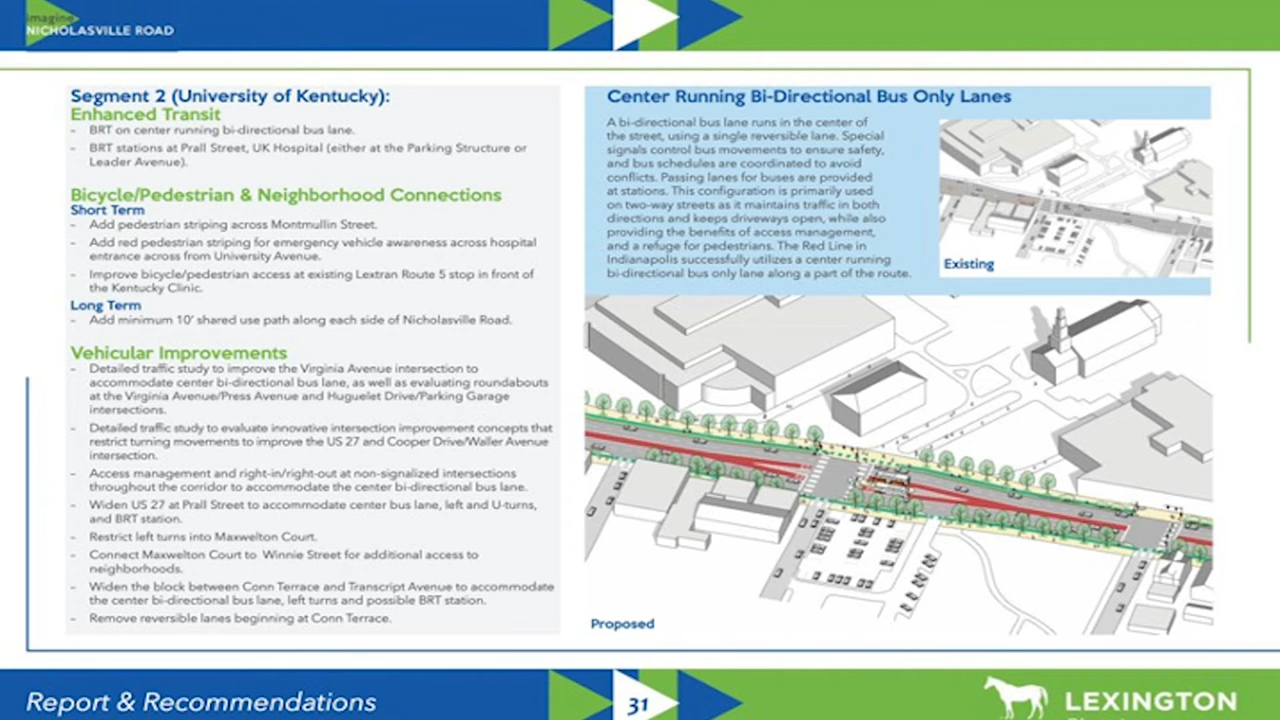 imagine
NICHOLASVILLE ROAD
Segment 2 (University of Kentucky):
Enhanced Transit
- BRT on center running bi-directional bus lane.
- BRT stations at Prall Street, UK Hospital (either at the Parking Structure or
Leader Avenue).
Bicycle/Pedestrian & Neighborhood Connections
Short Term
- Add pedestrian striping across Montmullin Street.
- Add red pedestrian striping for emergency vehicle awareness across hospital
entrance across from University Avenue.
- Improve bicycle/pedestrian access at existing Lextran Route 5 stop in front of
the Kentucky Clinic.
Long Term
- Add minimum 10' shared use path along each side of Nicholasville Road.
Vehicular Improvements
- Detailed traffic study to improve the Virginia Avenue intersection to
accommodate center bi-directional bus lane, as well as evaluating roundabouts
at the Virginia Avenue/Press Avenue and Huguelet Drive/Parking Garage
intersections.
- Detailed traffic study to evaluate innovative intersection improvement concepts that
restrict turning movements to improve the US 27 and Cooper Drive/Waller Avenue
intersection.
- Access management and right-in/right-out at non-signalized intersections
throughout the corridor to accommodate the center bi-directional bus lane.
- Widen US 27 at Prall Street to accommodate center bus lane, left and U-turns,
and BRT station.
- Restrict left turns into Maxwelton Court.
- Connect Maxwelton Court to Winnie Street for additional access to
neighborhoods.
- Widen the block between Conn Terrace and Transcript Avenue to accommodate
the center bi-directional bus lane, left turns and possible BRT station.
- Remove reversible lanes beginning at Conn Terrace.
Center Running Bi-Directional Bus Only Lanes
A bi-directional bus lane runs in the center of
the street, using a single reversible lane. Special
signals control bus movements to ensure safety,
and bus schedules are coordinated to avoid
conflicts. Passing lanes for buses are provided
at stations. This configuration is primarily used
on two-way streets as it maintains traffic in both
directions and keeps driveways open, while also
providing the benefits of access management,
and a refuge for pedestrians. The Red Line in
Indianapolis successfully utilizes a center running
bi-directional bus only lane along a part of the route.
Existing
Proposed
Report & Recommendations
31
LEXINGTON